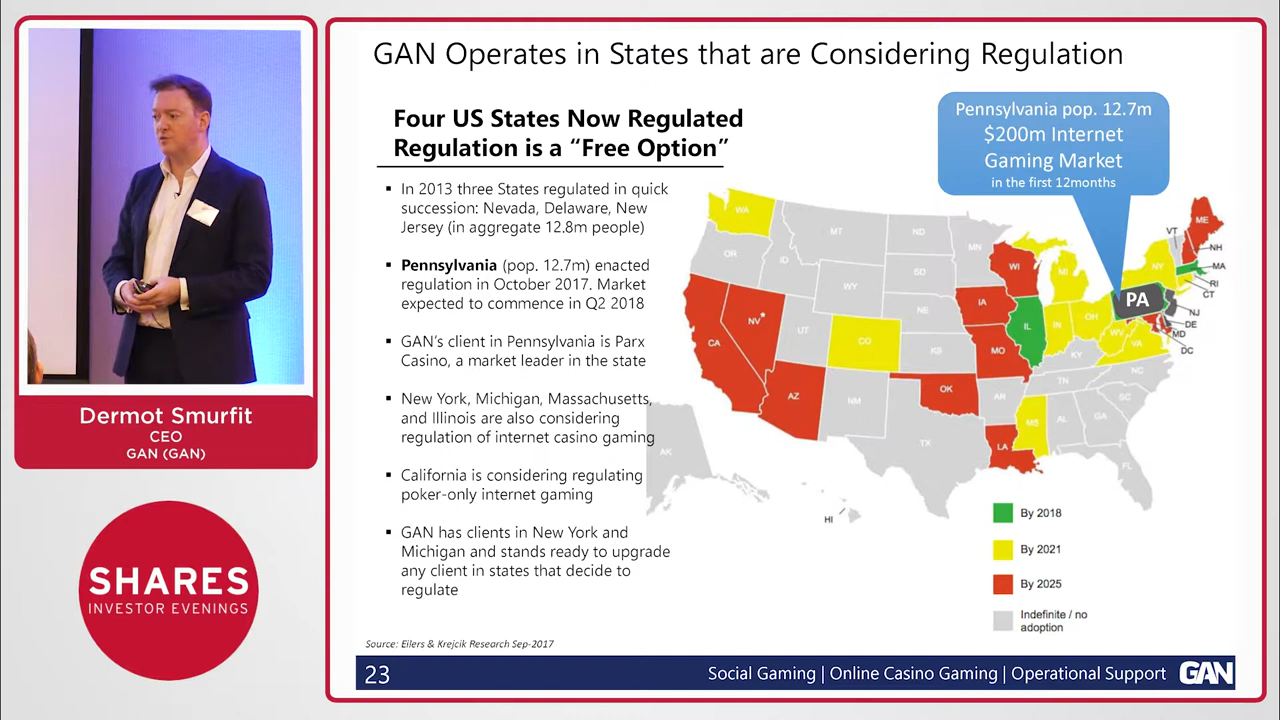 GAN Operates in States that are Considering Regulation
Four US States Now Regulated
Regulation is a “Free Option”
▪ In 2013 three States regulated in quick
succession: Nevada, Delaware, New
Jersey (in aggregate 12.8m people)
▪ Pennsylvania (pop. 12.7m) enacted
regulation in October 2017. Market
expected to commence in Q2 2018
▪ GAN’s client in Pennsylvania is Parx
Casino, a market leader in the state
▪ New York, Michigan, Massachusetts,
and Illinois are also considering
regulation of internet casino gaming
▪ California is considering regulating
poker-only internet gaming
▪ GAN has clients in New York and
Michigan and stands ready to upgrade
any client in states that decide to
regulate
Pennsylvania pop. 12.7m
$200m Internet
Gaming Market
in the first 12months
WA
OR
CA
NV*
ID
MT
WY
UT
AZ
CO
NM
ND
SD
NE
KS
OK
TX
MN
IA
MO
AR
LA
WI
IL
MS
MI
IN
KY
TN
AL
OH
WV
VA
NC
SC
GA
FL
NY
PA
VT
ME
NH
MA
RI
CT
NJ
DE
MD
DC
AK
HI
By 2018
By 2021
By 2025
Indefinite / no
adoption
Source: Eilers & Krejcik Research Sep-2017
23
Social Gaming | Online Casino Gaming | Operational Support
GAN
Dermot Smurfit
CEO
GAN (GAN)
SHARES
INVESTOR EVENINGS